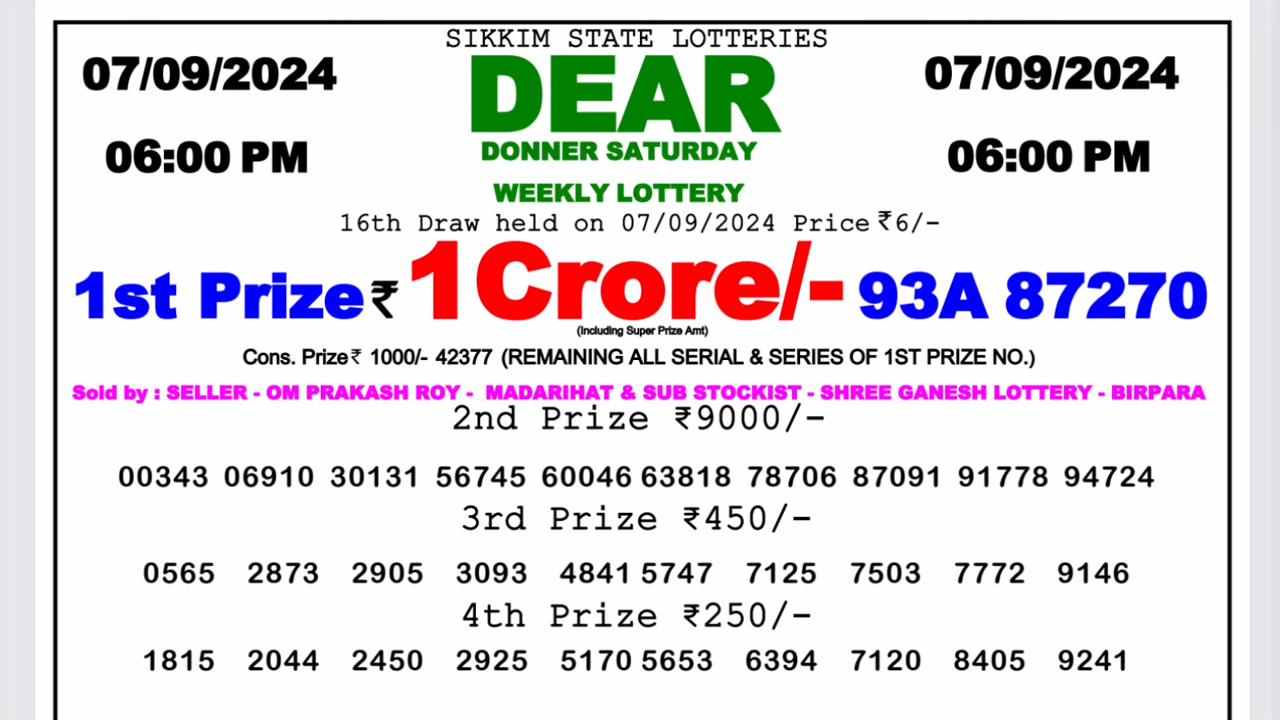 SIKKIM STATE LOTTERIES
07/09/2024 DEAR 07/09/2024
06:00 PM DONNER SATURDAY 06:00 PM
WEEKLY LOTTERY
16th Draw held on 07/09/2024 Price ₹6/-
1st Prize ₹ 1Crore/- 93A 87270
(Including Super Prize Amt)
Cons. Prize ₹ 1000/- 42377 (REMAINING ALL SERIAL & SERIES OF 1ST PRIZE NO.)
Sold by : SELLER - OM PRAKASH ROY - MADARIHAT & SUB STOCKIST - SHREE GANESH LOTTERY - BIRPARA
2nd Prize ₹9000/-
00343 06910 30131 56745 60046 63818 78706 87091 91778 94724
3rd Prize ₹450/-
0565 2873 2905 3093 4841 5747 7125 7503 7772 9146
4th Prize ₹250/-
1815 2044 2450 2925 5170 5653 6394 7120 8405 9241